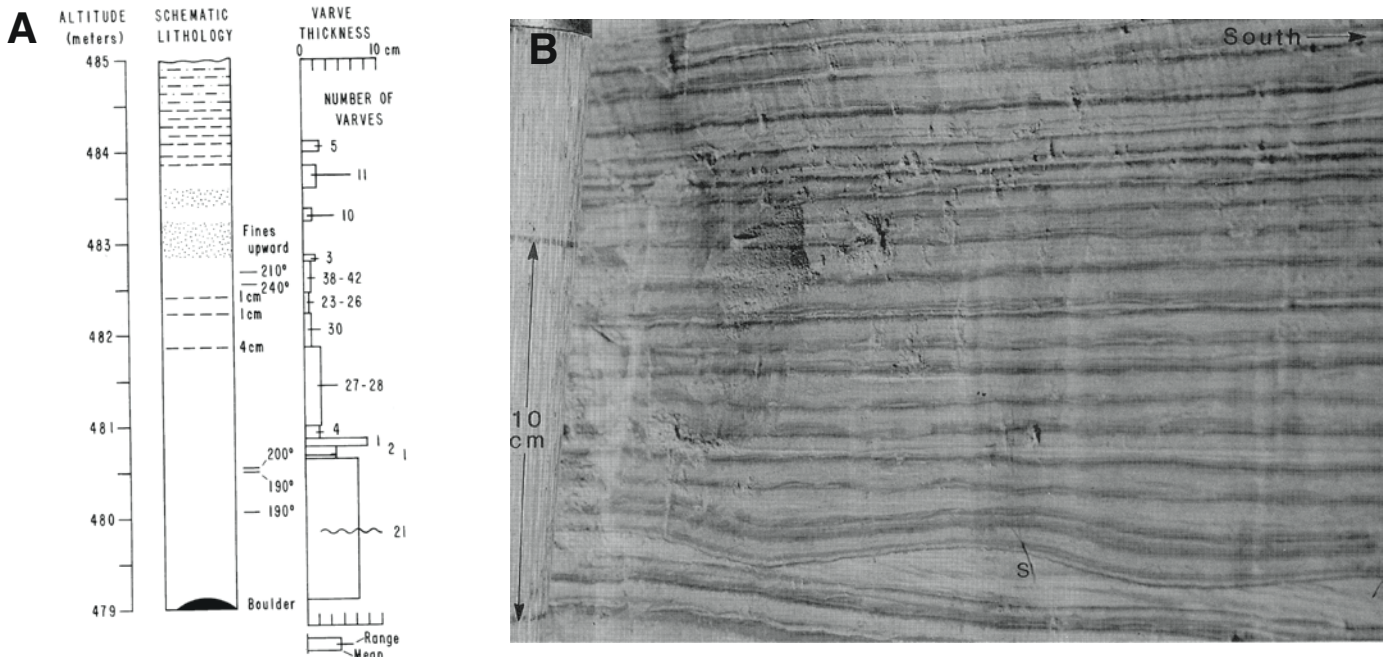 A
ALTITUDE
(meters)
SCHEMATIC
LITHOLOGY
VARVE
THICKNESS
0 10 cm
485
NUMBER OF
VARVES
5
484
11
10
Fines
upward
483
3
210°
38-42
240°
1cm
23-26
1cm
30
482
4cm
27-28
481
4
1
2
1
200°
190°
480
190°
21
479
Boulder
Range
Mean
B
South
10
cm
S